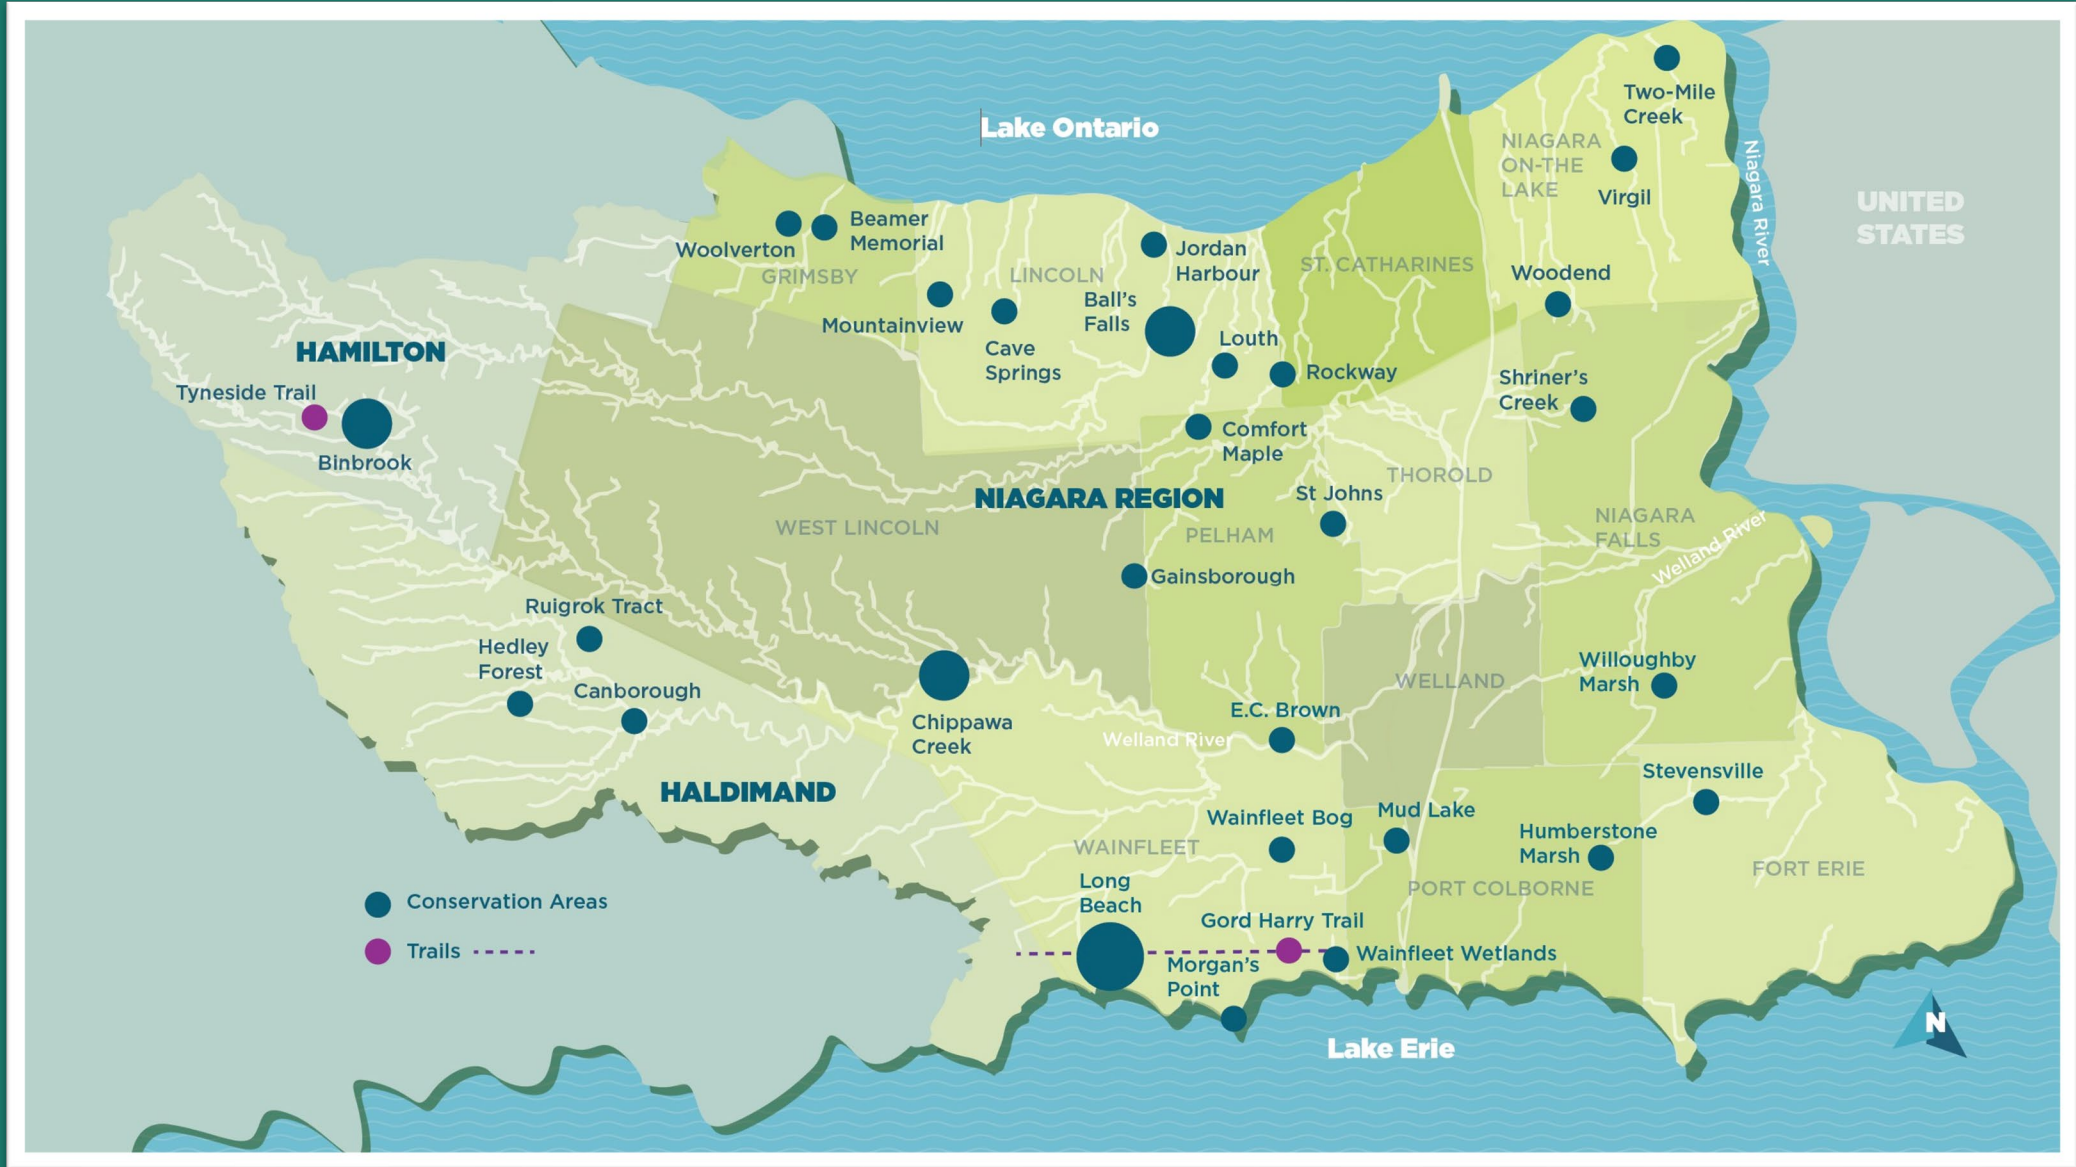 Lake Ontario
Two-Mile
Creek
NIAGARA
ON-THE
LAKE
Virgil
Niagara River
UNITED
STATES
Woolverton
Beamer
Memorial
GRIMSBY
Mountainview
LINCOLN
Cave
Springs
Jordan
Harbour
Ball's
Falls
Louth
Rockway
ST. CATHARINES
Woodend
Shriner's
Creek
HAMILTON
Tyneside Trail
Binbrook
Comfort
Maple
NIAGARA REGION
WEST LINCOLN
St Johns
THOROLD
PELHAM
Gainsborough
NIAGARA
FALLS
Welland River
Ruigrok Tract
Hedley
Forest
Canborough
Chippawa
Creek
HALDIMAND
Welland River
E.C. Brown
WELLAND
Willoughby
Marsh
Stevensville
Wainfleet Bog
Mud Lake
Humberstone
Marsh
WAINFLEET
PORT COLBORNE
FORT ERIE
Long
Beach
Gord Harry Trail
Wainfleet Wetlands
Morgan's
Point
Conservation Areas
Trails
Lake Erie
N